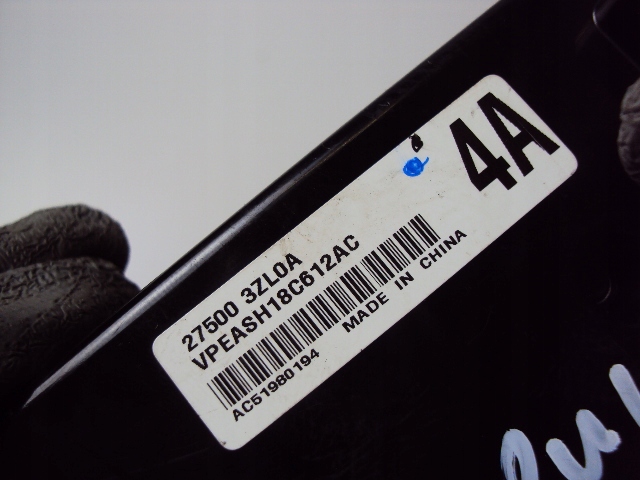 4A
27500 3ZL0A
VPEASH18C612AC
AC51980194 MADE IN CHINA